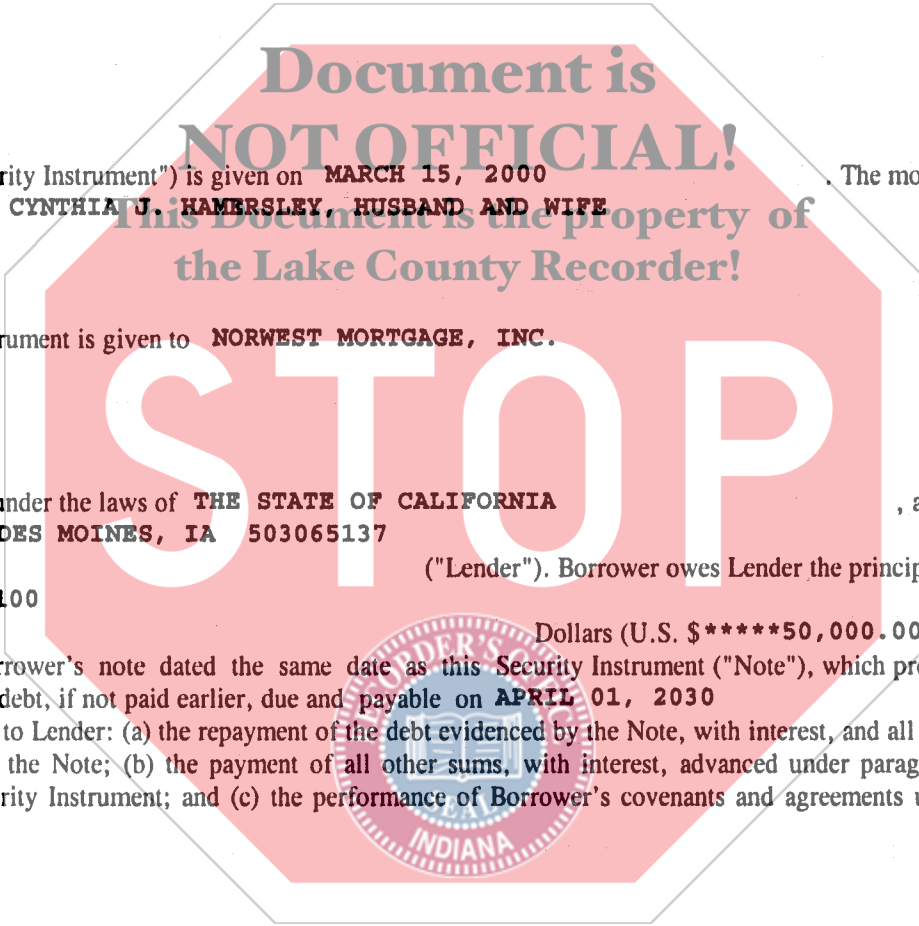 Document is
NOT OFFICIAL!
rity Instrument") is given on MARCH 15, 2000 . The mo
CYNTHIA J. HAMERSLEY, HUSBAND AND WIFE
This Document is the property of
the Lake County Recorder!
rument is given to NORWEST MORTGAGE, INC.
STOP
under the laws of THE STATE OF CALIFORNIA , a
DES MOINES, IA 503065137
("Lender"). Borrower owes Lender the princip
100
Dollars (U.S. $*****50,000.00
rrower's note dated the same date as this Security Instrument ("Note"), which pr
debt, if not paid earlier, due and payable on APRIL 01, 2030
to Lender: (a) the repayment of the debt evidenced by the Note, with interest, and all
the Note; (b) the payment of all other sums, with interest, advanced under parag
rity Instrument; and (c) the performance of Borrower's covenants and agreements u
RECORDER'S OFFICE
SEAL
INDIANA